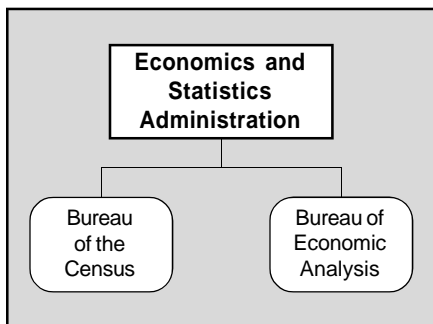 Economics and
Statistics
Administration
Bureau
of the
Census
Bureau of
Economic
Analysis